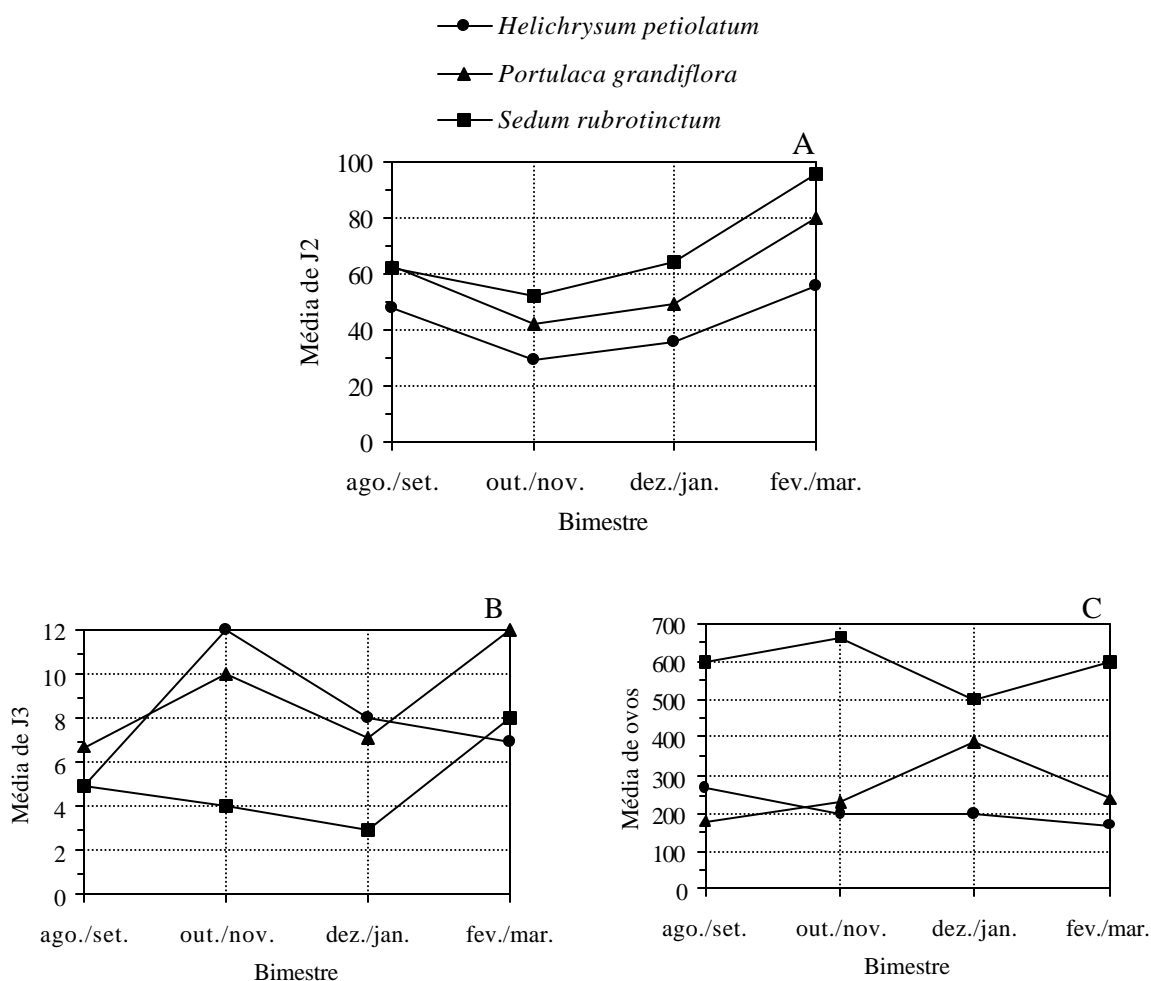 Helichrysum petiolatum
Portulaca grandiflora
Sedum rubrotinctum
A
100
80
60
40
20
0
Média de J2
ago./set. out./nov. dez./jan. fev./mar.
Bimestre
B
12
10
8
6
4
2
0
Média de J3
ago./set. out./nov. dez./jan. fev./mar.
Bimestre
C
700
600
500
400
300
200
100
0
Média de ovos
ago./set. out./nov. dez./jan. fev./mar.
Bimestre